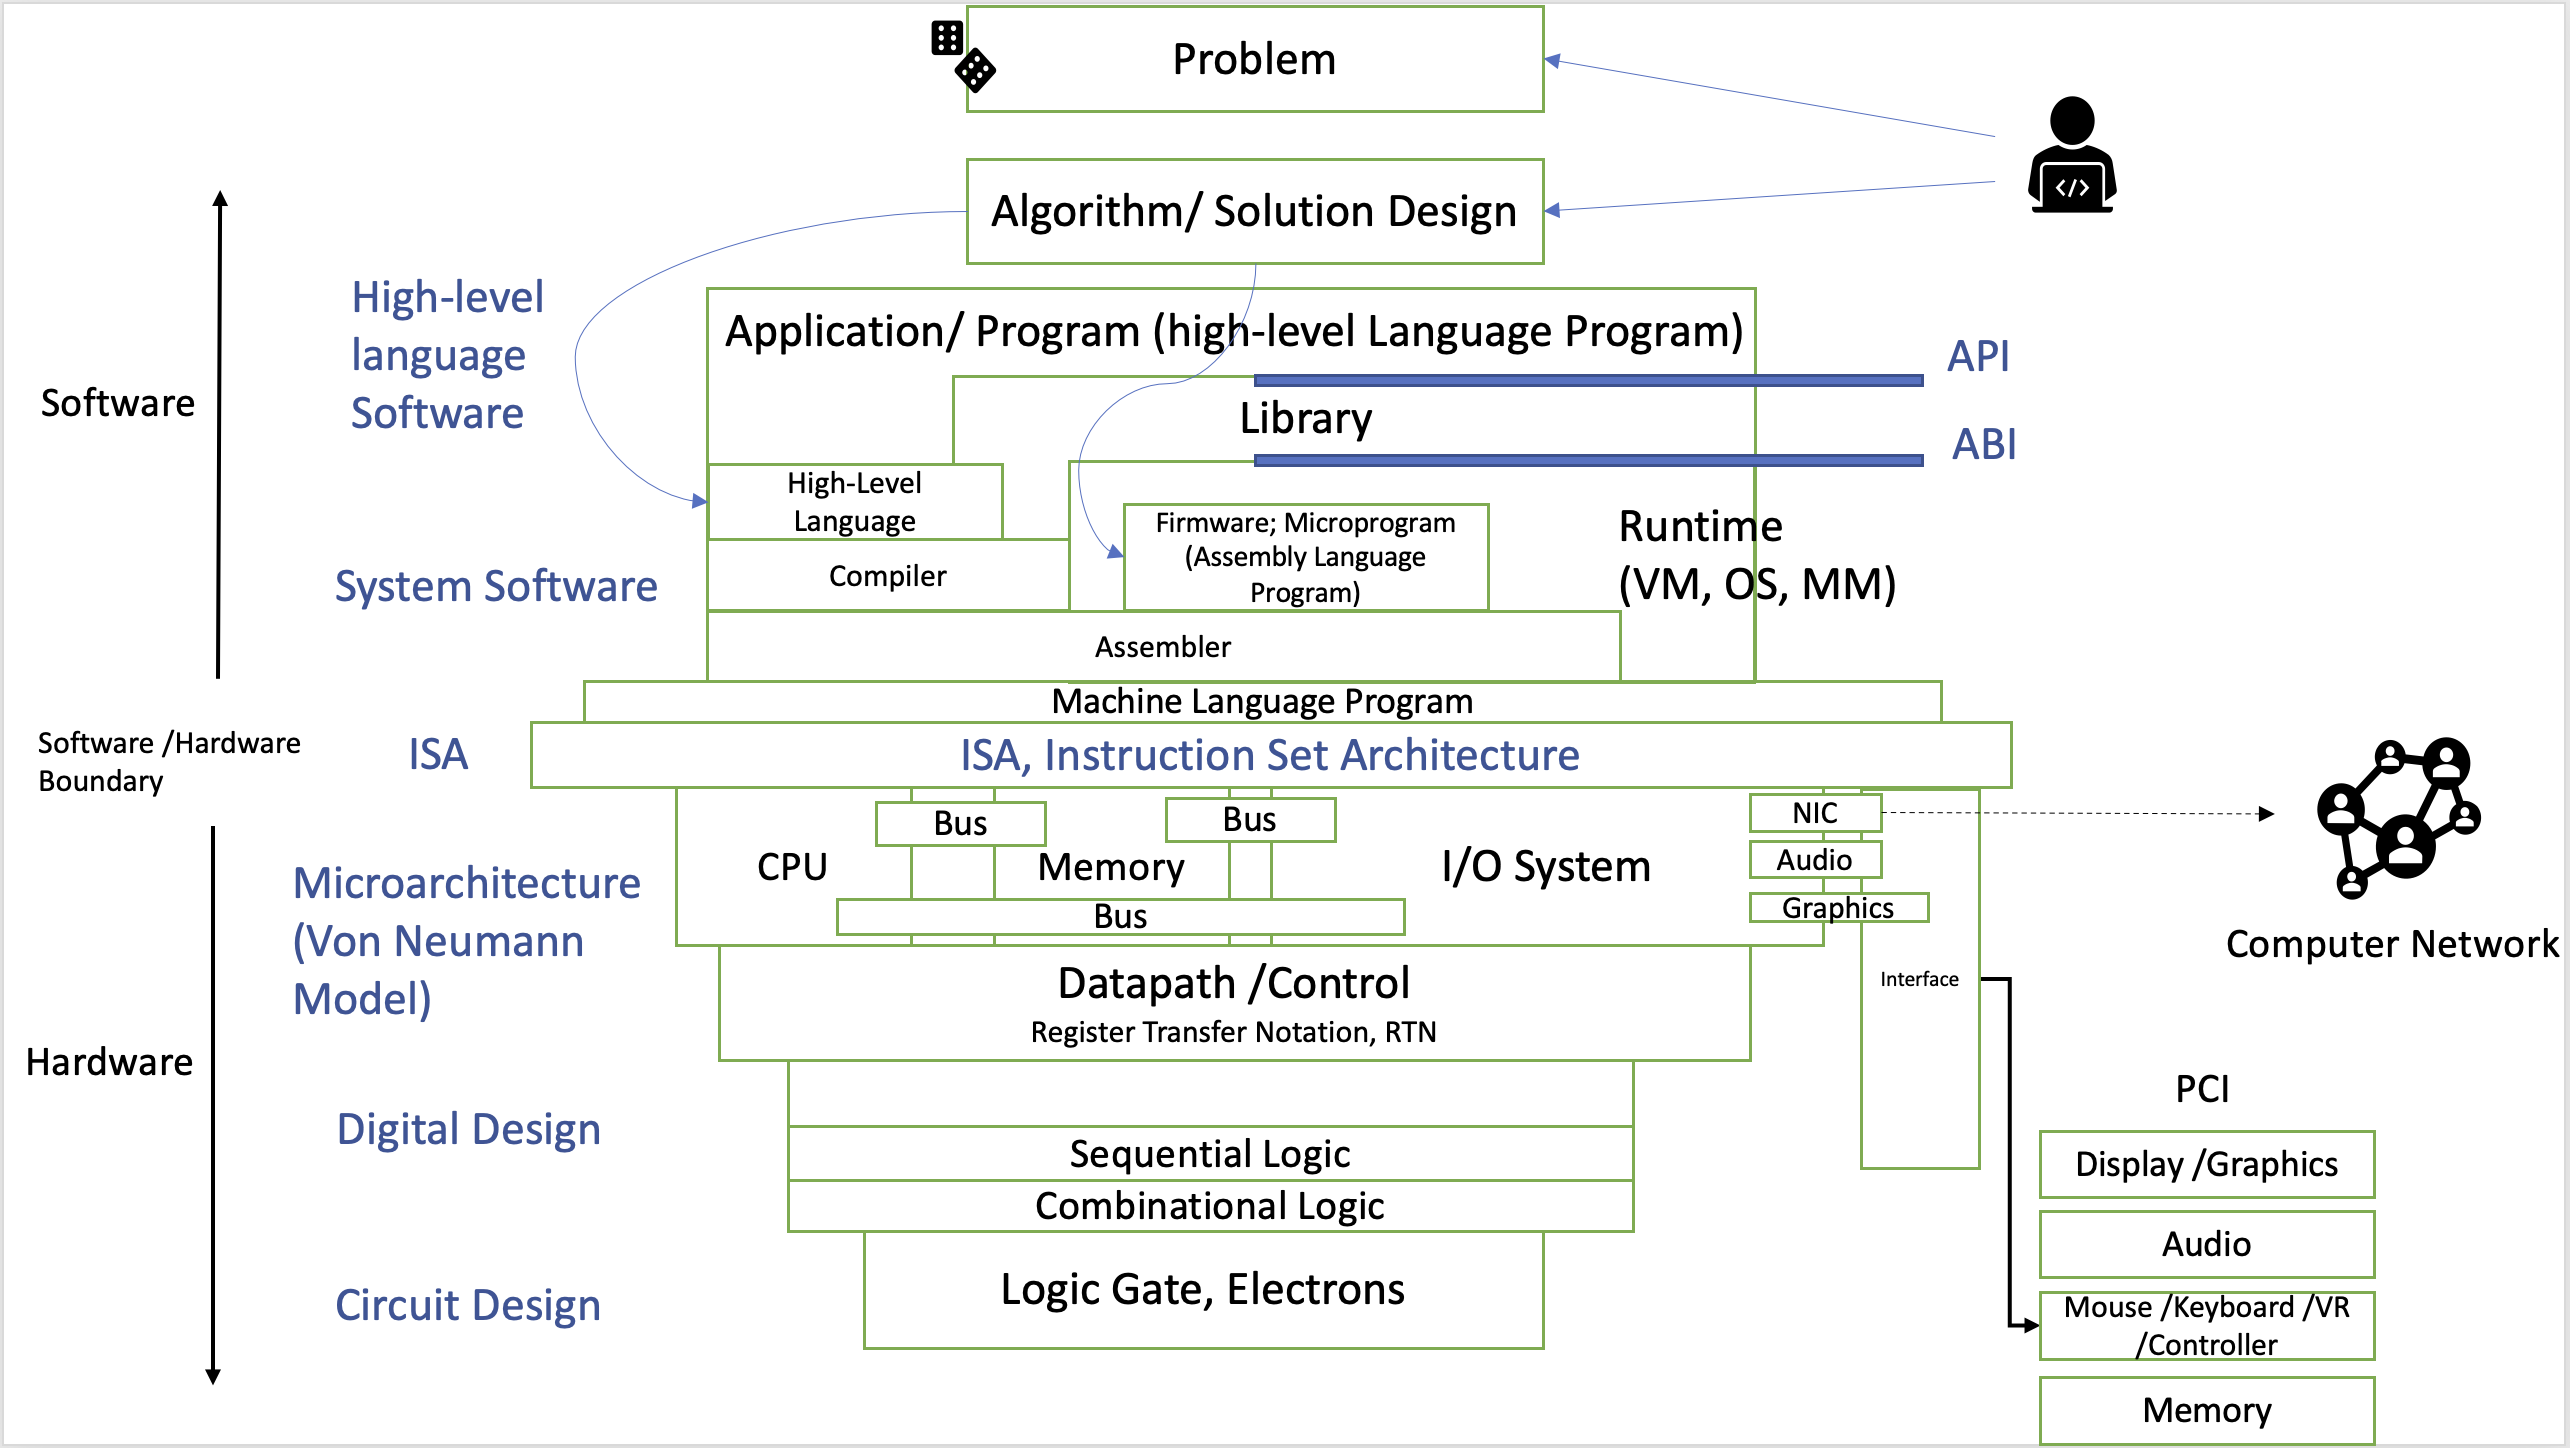 Problem
</>
Algorithm/ Solution Design
High-level
language
Software
Application/ Program (high-level Language Program)
API
Software
Library
ABI
High-Level
Language
Firmware; Microprogram
(Assembly Language
Program)
Runtime
(VM, OS, MM)
System Software
Compiler
Assembler
Machine Language Program
Software /Hardware
Boundary
ISA
ISA, Instruction Set Architecture
Bus
Bus
NIC
CPU
Memory
I/O System
Audio
Microarchitecture
(Von Neumann
Model)
Bus
Graphics
Computer Network
Datapath /Control
Register Transfer Notation, RTN
Interface
Hardware
PCI
Digital Design
Sequential Logic
Display /Graphics
Combinational Logic
Audio
Circuit Design
Logic Gate, Electrons
Mouse /Keyboard /VR
/Controller
Memory